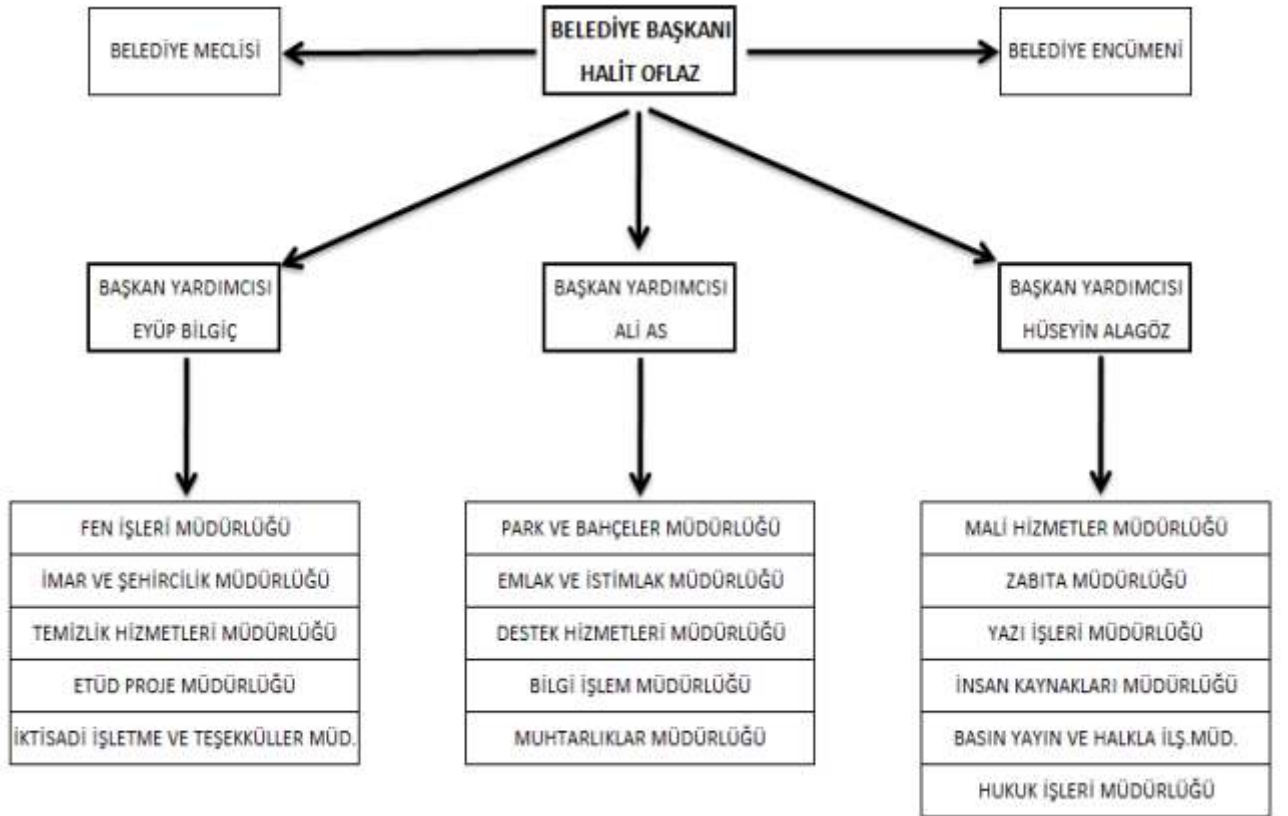 BELEDİYE MECLİSİ
BELEDİYE BAŞKANI
HALİT OFLAZ
BELEDİYE ENCÜMENİ
BAŞKAN YARDIMCISI
EYÜP BİLGİÇ
BAŞKAN YARDIMCISI
ALİ AS
BAŞKAN YARDIMCISI
HÜSEYİN ALAGÖZ
FEN İŞLERİ MÜDÜRLÜĞÜ
İMAR VE ŞEHİRCİLİK MÜDÜRLÜĞÜ
TEMİZLİK HİZMETLERİ MÜDÜRLÜĞÜ
ETÜD PROJE MÜDÜRLÜĞÜ
İKTİSADİ İŞLETME VE TEŞEKKÜLLER MÜD.
PARK VE BAHÇELER MÜDÜRLÜĞÜ
EMLAK VE İSTİMLAK MÜDÜRLÜĞÜ
DESTEK HİZMETLERİ MÜDÜRLÜĞÜ
BİLGİ İŞLEM MÜDÜRLÜĞÜ
MUHTARLIKLAR MÜDÜRLÜĞÜ
MALİ HİZMETLER MÜDÜRLÜĞÜ
ZABITA MÜDÜRLÜĞÜ
YAZI İŞLERİ MÜDÜRLÜĞÜ
İNSAN KAYNAKLARI MÜDÜRLÜĞÜ
BASIN YAYIN VE HALKLA İLŞ.MÜD.
HUKUK İŞLERİ MÜDÜRLÜĞÜ